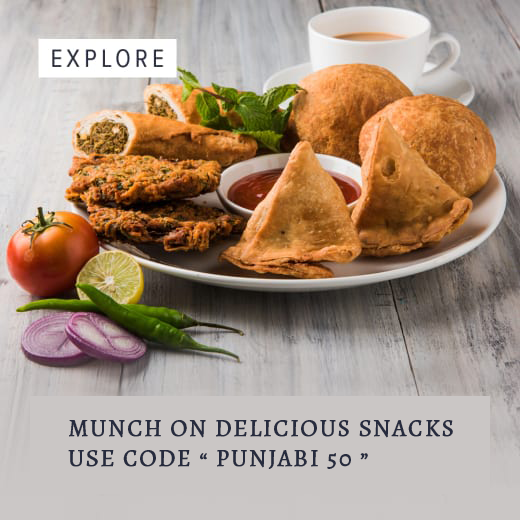 EXPLORE
MUNCH ON DELICIOUS SNACKS
USE CODE “ PUNJABI 50 ”